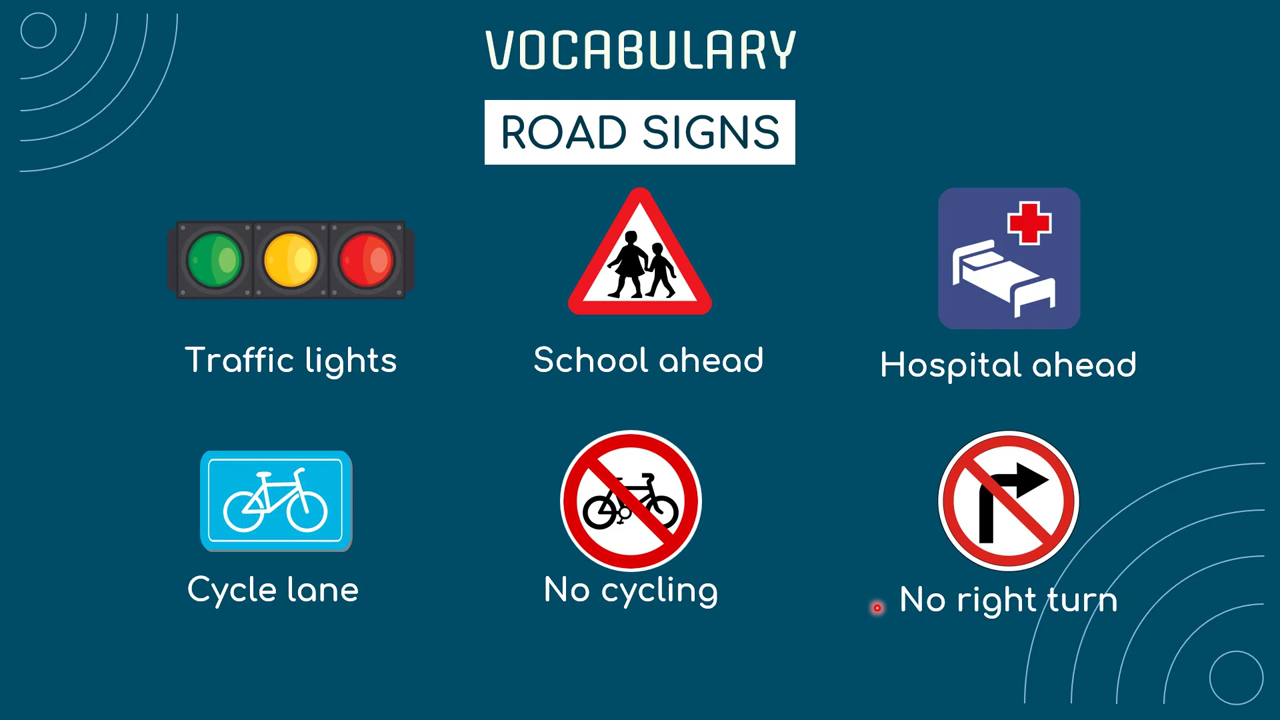 VOCABULARY
ROAD SIGNS
Traffic lights
School ahead
Hospital ahead
Cycle lane
No cycling
No right turn